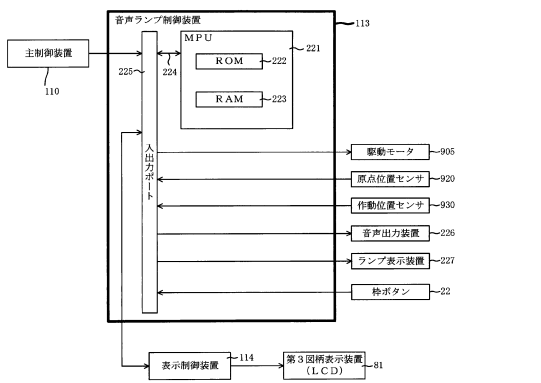 音声ランプ制御装置
113
MPU
221
主制御装置
110
225
224
ROM
222
RAM
223
入出力ポート
駆動モータ
905
原点位置センサ
920
作動位置センサ
930
音声出力装置
226
ランプ表示装置
227
枠ボタン
22
表示制御装置
114
第3図柄表示装置
(LCD)
81